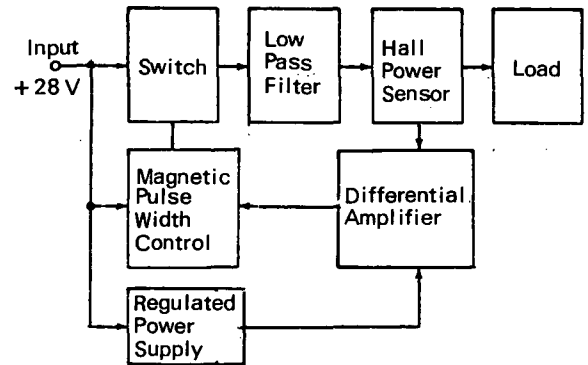 Input
+ 28 V
Switch
Low
Pass
Filter
Hall
Power
Sensor
Load
Magnetic
Pulse
Width
Control
Differential
Amplifier
Regulated
Power
Supply